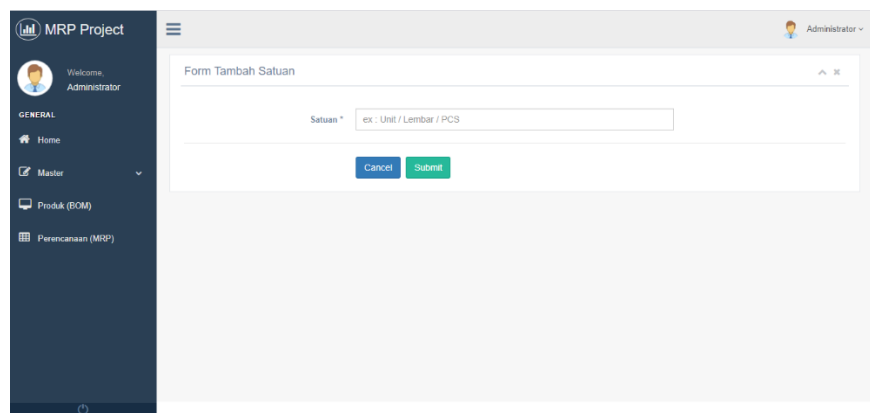 MRP Project
Administrator
Welcome,
Administrator
GENERAL
Home
Master
Produk (BOM)
Perencanaan (MRP)
Form Tambah Satuan
Satuan *
ex : Unit / Lembar / PCS
Cancel Submit